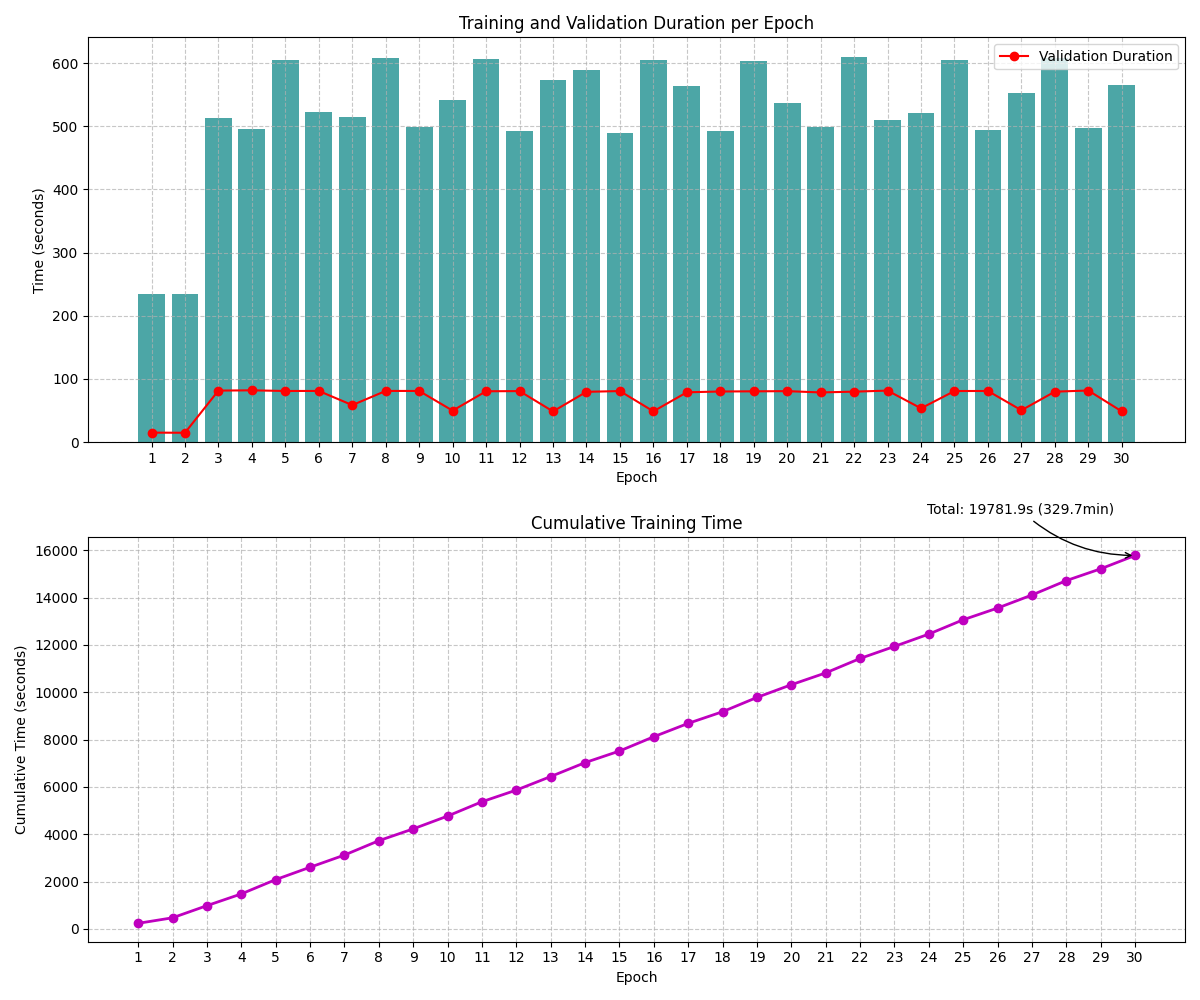 Training and Validation Duration per Epoch
Validation Duration
Time (seconds)
600
500
400
300
200
100
0
1 2 3 4 5 6 7 8 9 10 11 12 13 14 15 16 17 18 19 20 21 22 23 24 25 26 27 28 29 30
Epoch
Total: 19781.9s (329.7min)
Cumulative Training Time
Cumulative Time (seconds)
16000
14000
12000
10000
8000
6000
4000
2000
0
1 2 3 4 5 6 7 8 9 10 11 12 13 14 15 16 17 18 19 20 21 22 23 24 25 26 27 28 29 30
Epoch